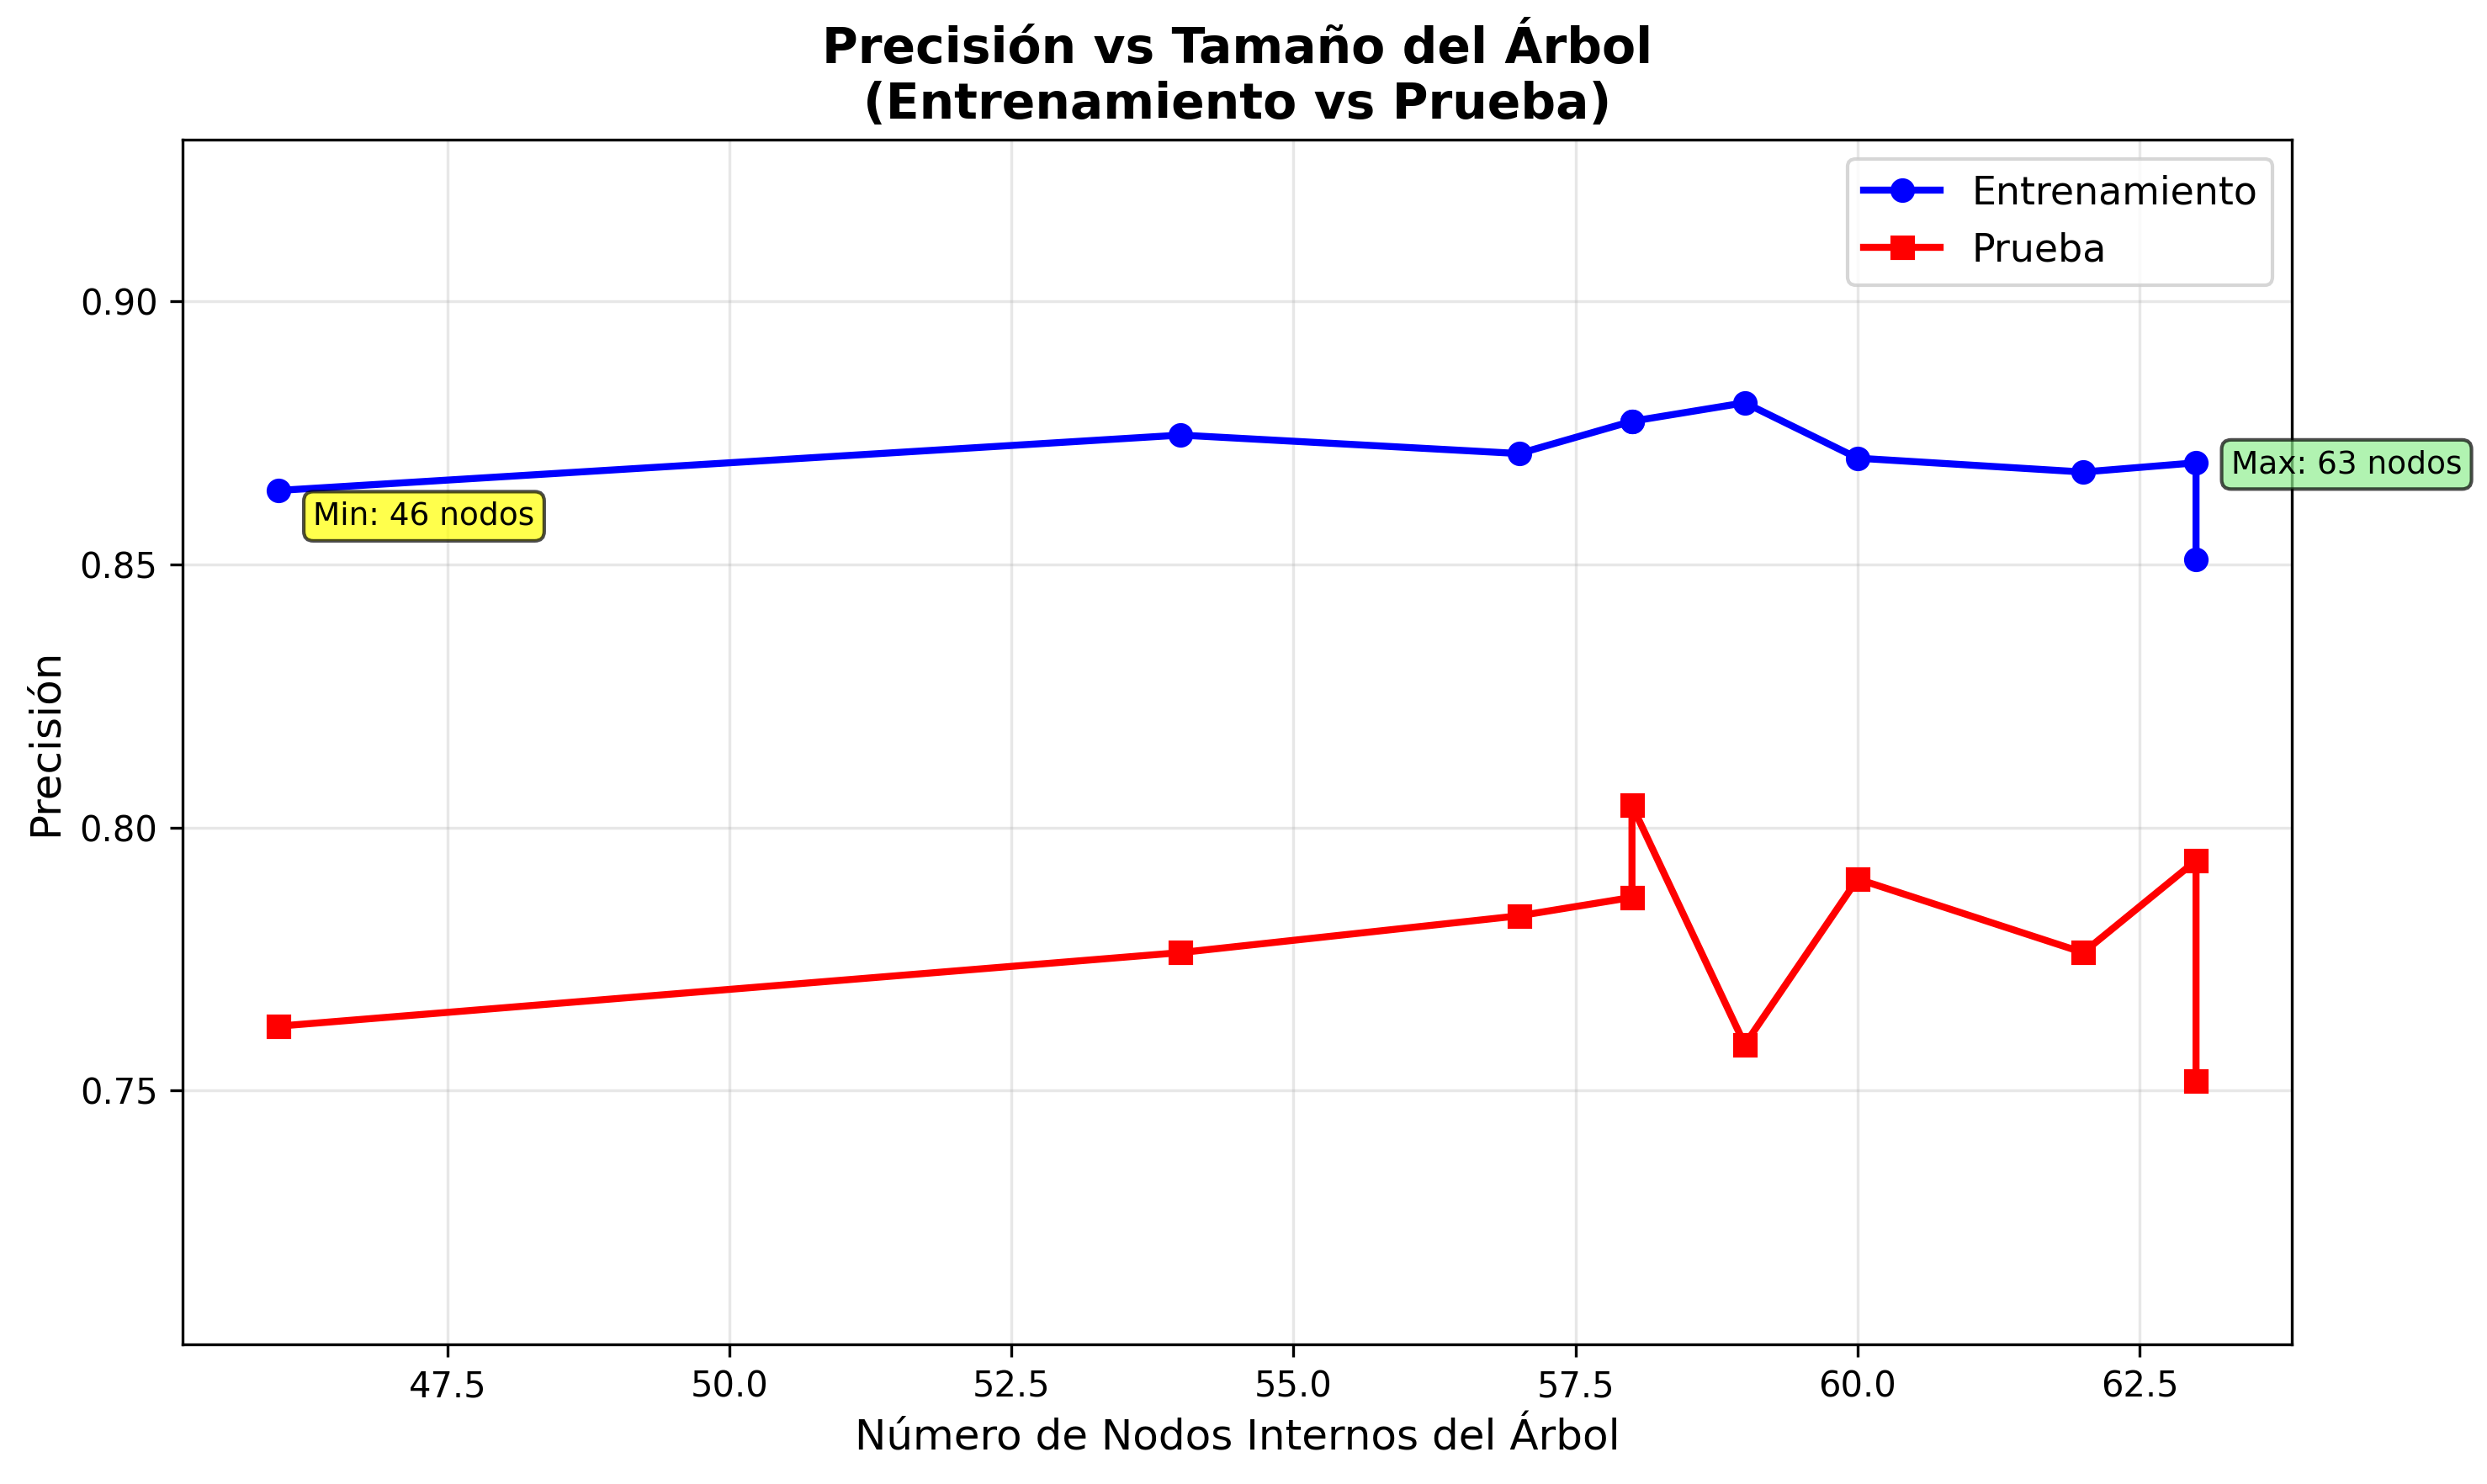 Precisión vs Tamaño del Árbol
(Entrenamiento vs Prueba)
Entrenamiento
Prueba
0.90
0.85
0.80
0.75
Precisión
Min: 46 nodos
Max: 63 nodos
47.5
50.0
52.5
55.0
57.5
60.0
62.5
Número de Nodos Internos del Árbol